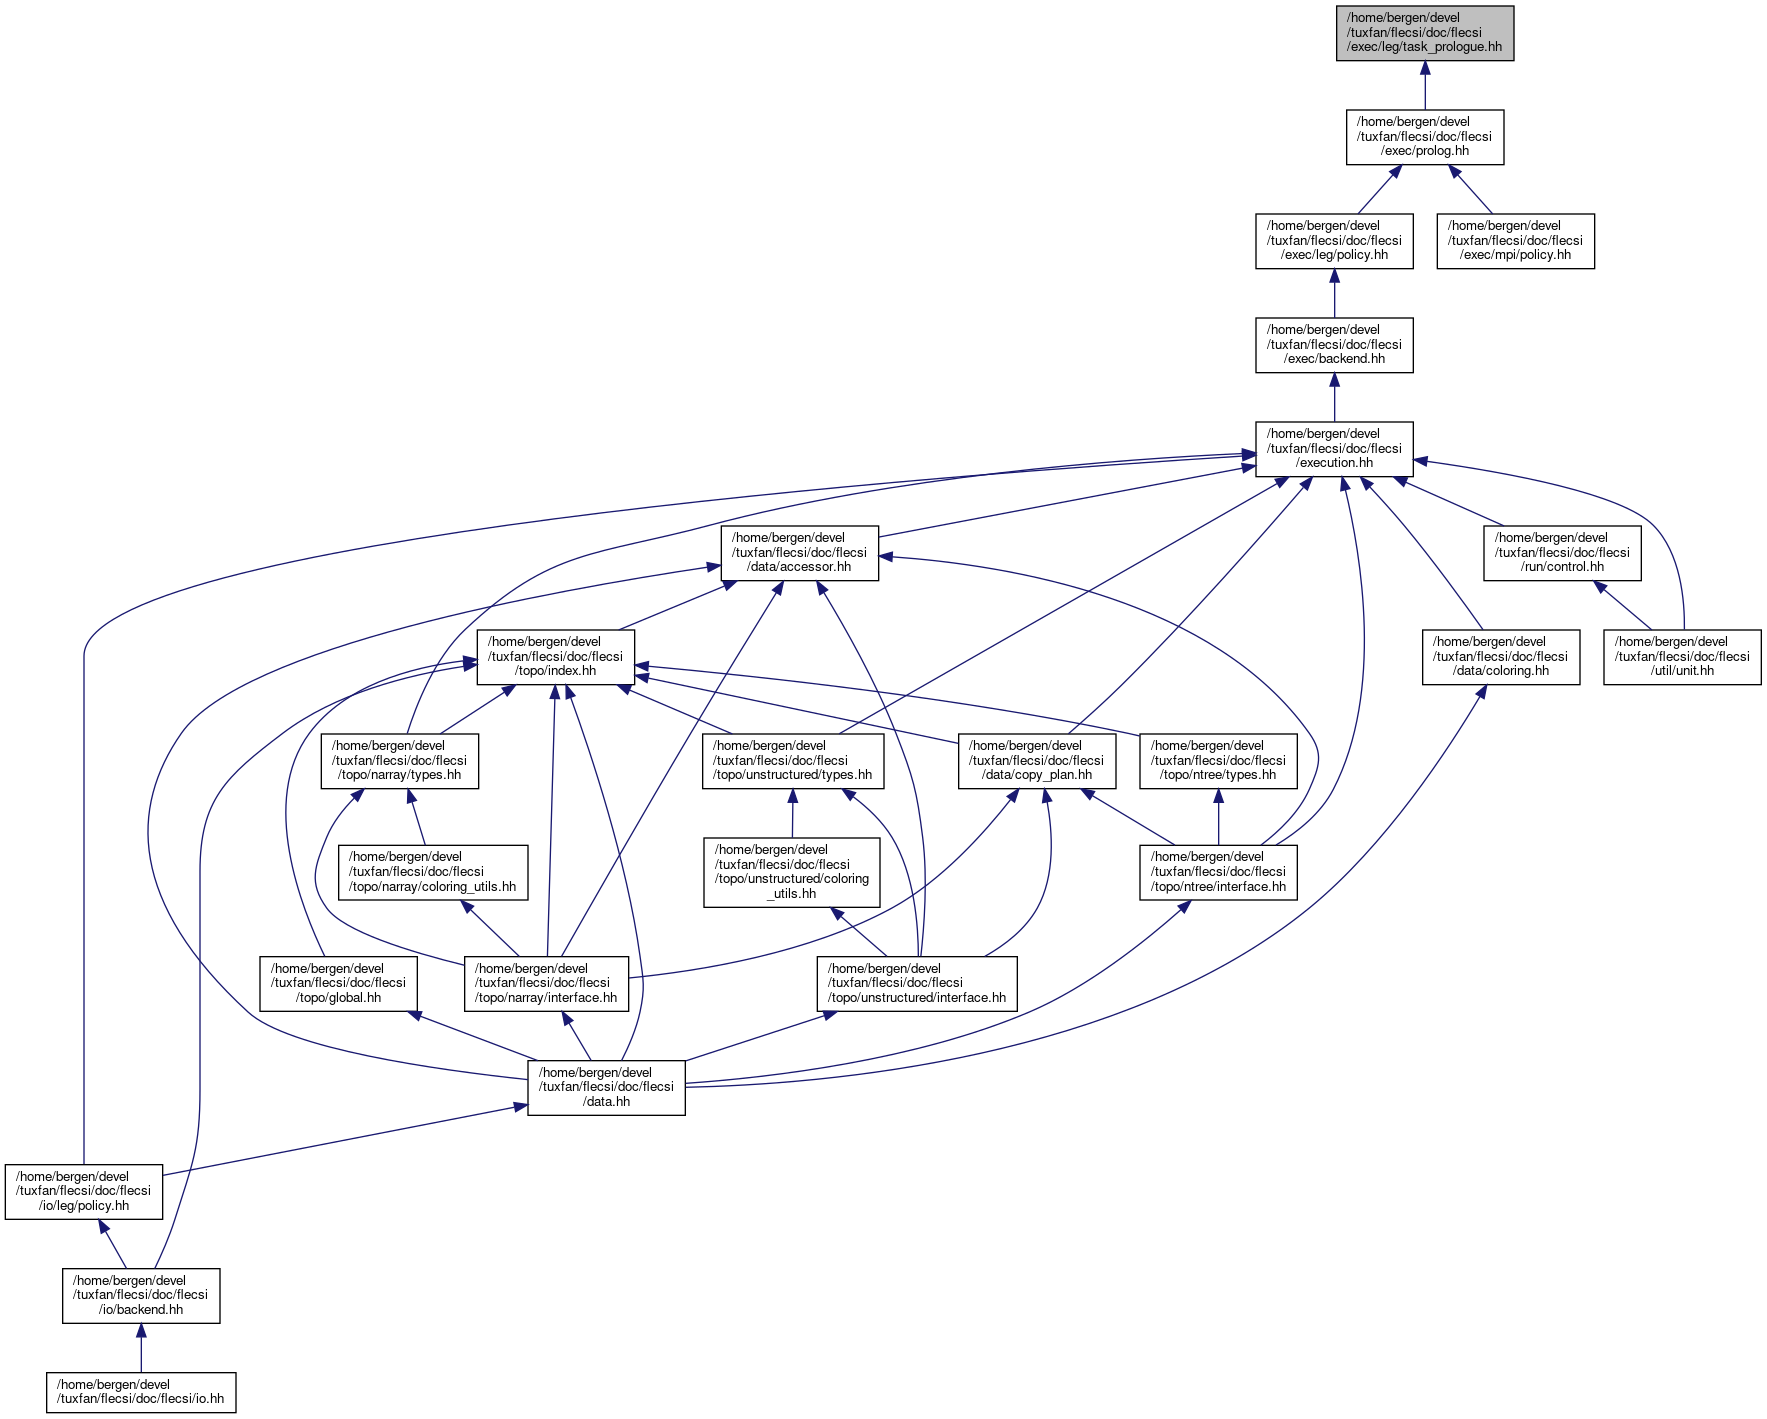 /home/bergen/devel
/tuxfan/flecsi/doc/flecsi
/exec/leg/task_prologue.hh
/home/bergen/devel
/tuxfan/flecsi/doc/flecsi
/exec/prolog.hh
/home/bergen/devel
/tuxfan/flecsi/doc/flecsi
/exec/leg/policy.hh
/home/bergen/devel
/tuxfan/flecsi/doc/flecsi
/exec/mpi/policy.hh
/home/bergen/devel
/tuxfan/flecsi/doc/flecsi
/exec/backend.hh
/home/bergen/devel
/tuxfan/flecsi/doc/flecsi
/execution.hh
/home/bergen/devel
/tuxfan/flecsi/doc/flecsi
/data/accessor.hh
/home/bergen/devel
/tuxfan/flecsi/doc/flecsi
/run/control.hh
/home/bergen/devel
/tuxfan/flecsi/doc/flecsi
/topo/index.hh
/home/bergen/devel
/tuxfan/flecsi/doc/flecsi
/data/coloring.hh
/home/bergen/devel
/tuxfan/flecsi/doc/flecsi
/util/unit.hh
/home/bergen/devel
/tuxfan/flecsi/doc/flecsi
/topo/narray/types.hh
/home/bergen/devel
/tuxfan/flecsi/doc/flecsi
/topo/unstructured/types.hh
/home/bergen/devel
/tuxfan/flecsi/doc/flecsi
/data/copy_plan.hh
/home/bergen/devel
/tuxfan/flecsi/doc/flecsi
/topo/ntree/types.hh
/home/bergen/devel
/tuxfan/flecsi/doc/flecsi
/topo/narray/coloring_utils.hh
/home/bergen/devel
/tuxfan/flecsi/doc/flecsi
/topo/unstructured/coloring
_utils.hh
/home/bergen/devel
/tuxfan/flecsi/doc/flecsi
/topo/ntree/interface.hh
/home/bergen/devel
/tuxfan/flecsi/doc/flecsi
/topo/global.hh
/home/bergen/devel
/tuxfan/flecsi/doc/flecsi
/topo/narray/interface.hh
/home/bergen/devel
/tuxfan/flecsi/doc/flecsi
/topo/unstructured/interface.hh
/home/bergen/devel
/tuxfan/flecsi/doc/flecsi
/data.hh
/home/bergen/devel
/tuxfan/flecsi/doc/flecsi
/io/leg/policy.hh
/home/bergen/devel
/tuxfan/flecsi/doc/flecsi
/io/backend.hh
/home/bergen/devel
/tuxfan/flecsi/doc/flecsi/io.hh